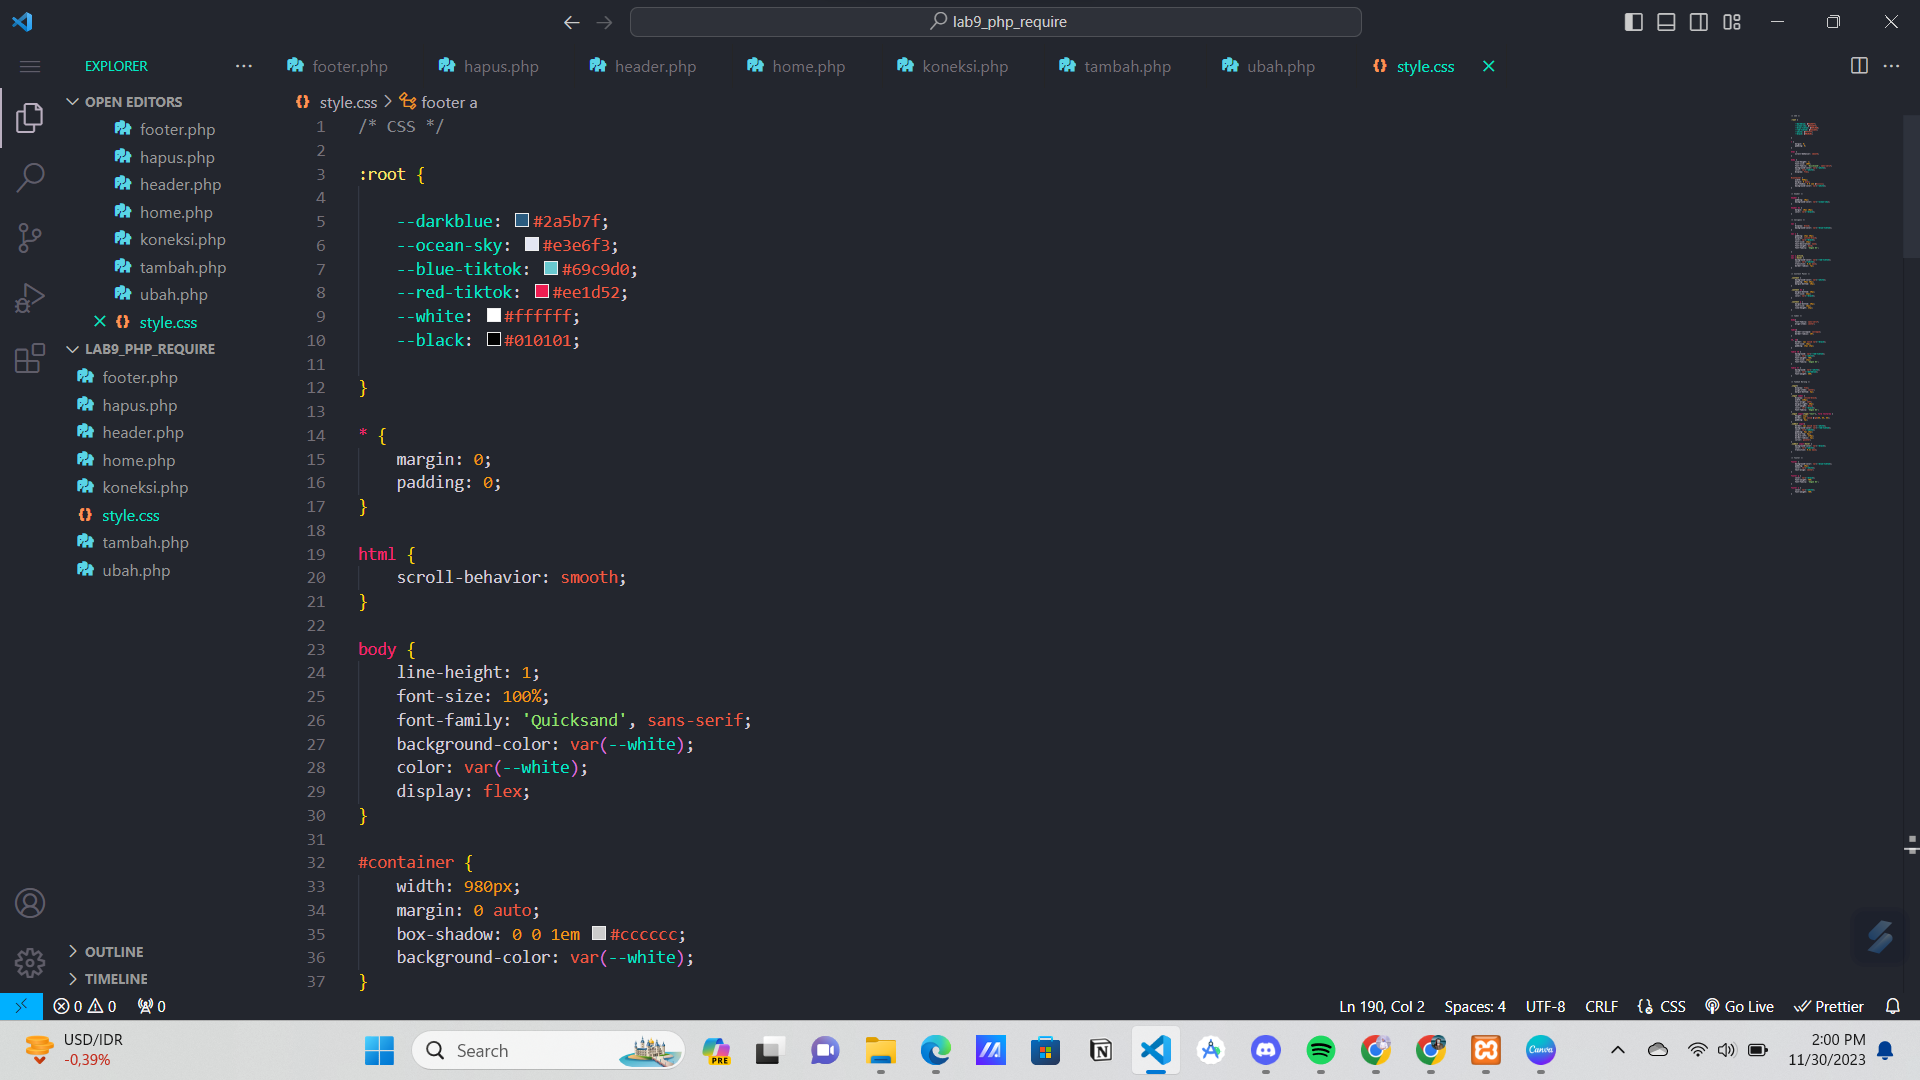 lab9_php_require
EXPLORER
footer.php
hapus.php
header.php
home.php
koneksi.php
tambah.php
ubah.php
style.css
OPEN EDITORS
footer.php
hapus.php
header.php
home.php
koneksi.php
tambah.php
ubah.php
style.css
LAB9_PHP_REQUIRE
footer.php
hapus.php
header.php
home.php
koneksi.php
style.css
tambah.php
ubah.php
OUTLINE
TIMELINE
style.css > footer a
1 /* CSS */
2
3 :root {
4
5 --darkblue: #2a5b7f;
6 --ocean-sky: #e3e6f3;
7 --blue-tiktok: #69c9d0;
8 --red-tiktok: #ee1d52;
9 --white: #ffffff;
10 --black: #010101;
11
12 }
13
14 * {
15 margin: 0;
16 padding: 0;
17 }
18
19 html {
20 scroll-behavior: smooth;
21 }
22
23 body {
24 line-height: 1;
25 font-size: 100%;
26 font-family: 'Quicksand', sans-serif;
27 background-color: var(--white);
28 color: var(--white);
29 display: flex;
30 }
31
32 #container {
33 width: 980px;
34 margin: 0 auto;
35 box-shadow: 0 0 1em #cccccc;
36 background-color: var(--white);
37 }
0 0 0
Ln 190, Col 2 Spaces: 4 UTF-8 CRLF CSS Go Live Prettier
USD/IDR
-0,39%
Search
PRE
Canva
2:00 PM
11/30/2023